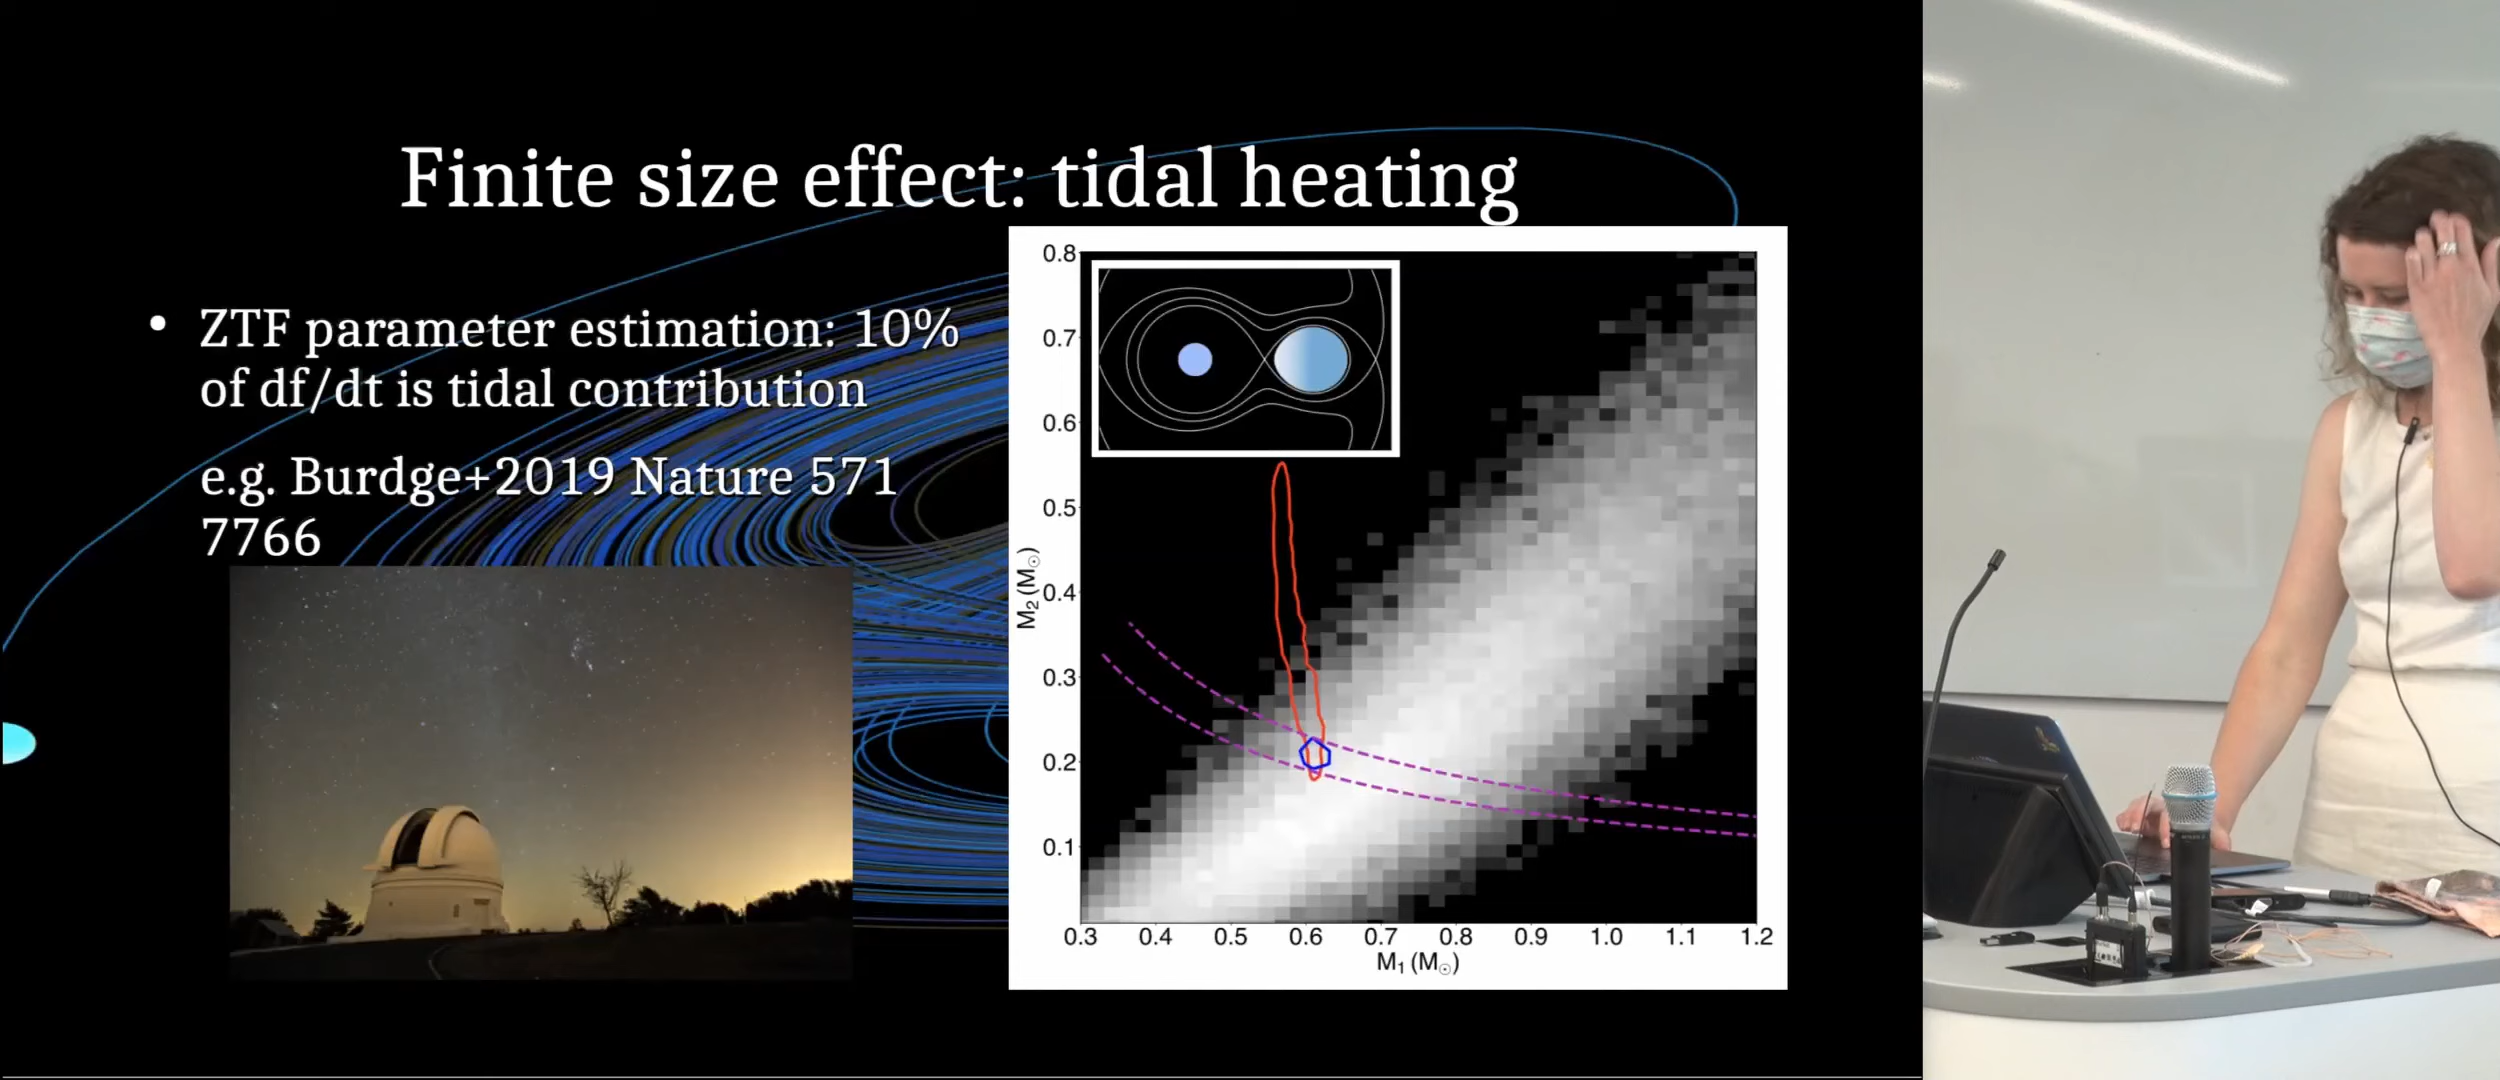 Finite size effect: tidal heating
• ZTF parameter estimation: 10%
of df/dt is tidal contribution
e.g. Burdge+2019 Nature 571
7766
0.8
0.7
0.6
0.5
0.4
0.3
0.2
0.1
M₂ (M☉)
0.3 0.4 0.5 0.6 0.7 0.8 0.9 1.0 1.1 1.2
M₁ (M☉)